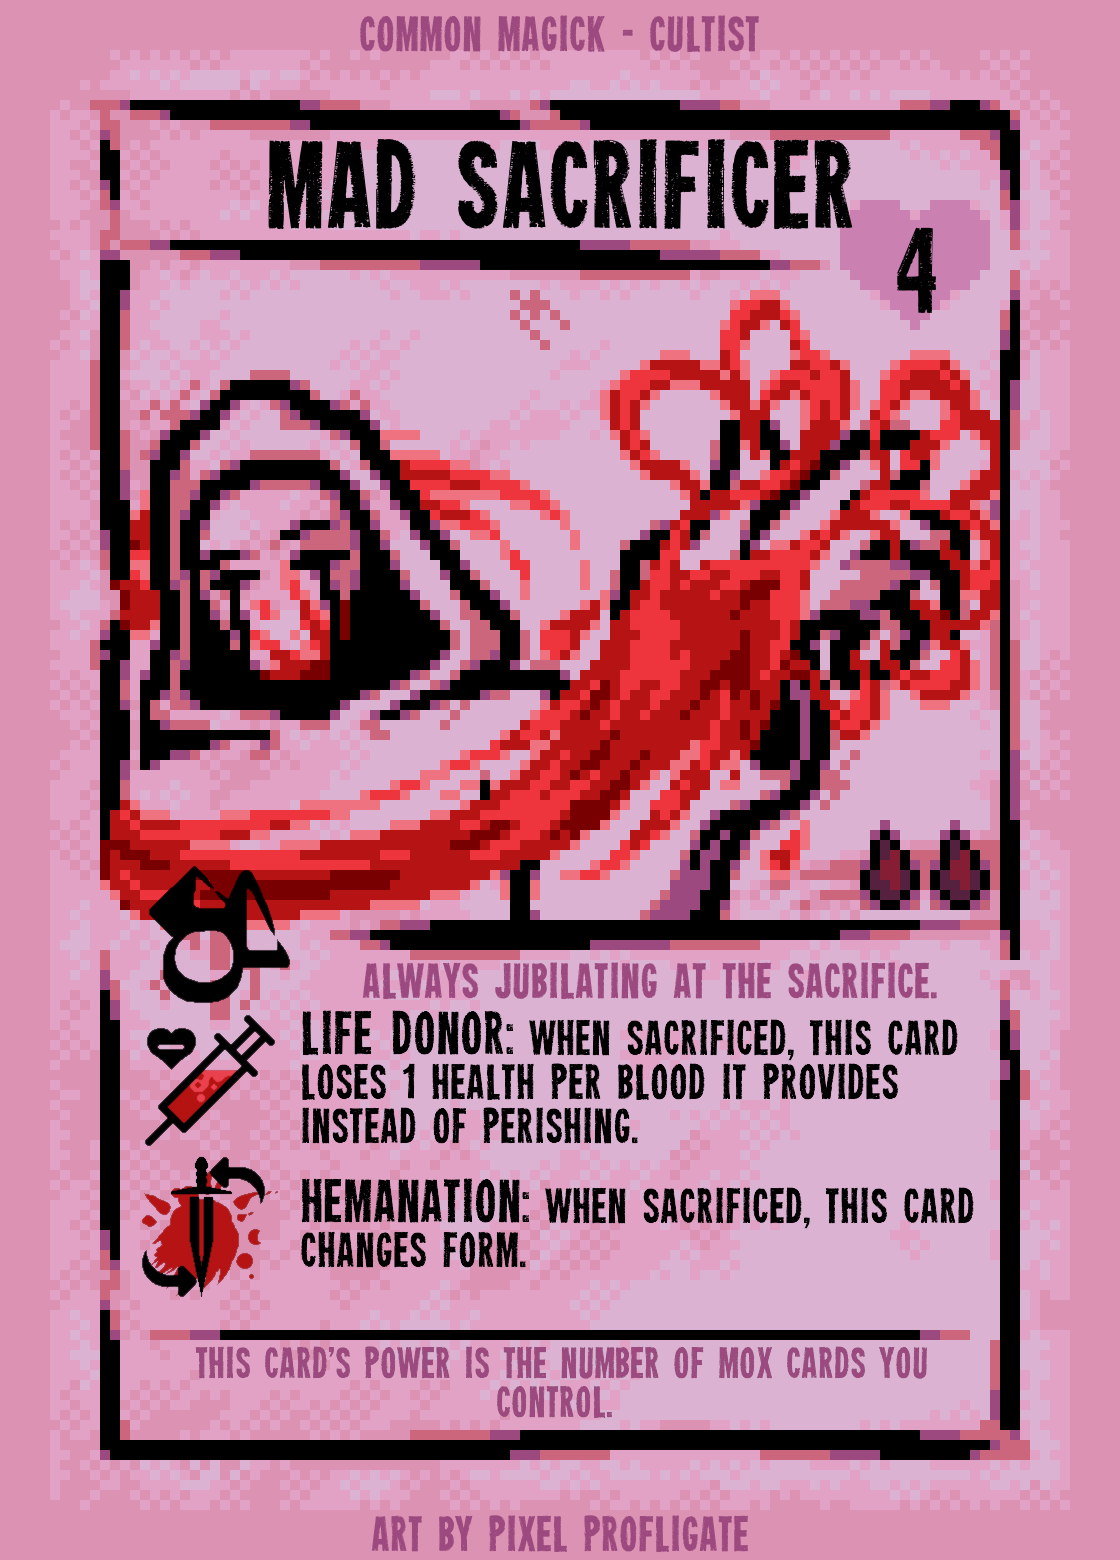 COMMON MAGICK - CULTIST
MAD SACRIFICER
4
ALWAYS JUBILATING AT THE SACRIFICE.
LIFE DONOR: WHEN SACRIFICED, THIS CARD
LOSES 1 HEALTH PER BLOOD IT PROVIDES
INSTEAD OF PERISHING.
HEMANATION: WHEN SACRIFICED, THIS CARD
CHANGES FORM.
THIS CARD'S POWER IS THE NUMBER OF MOX CARDS YOU
CONTROL.
ART BY PIXEL PROFLIGATE